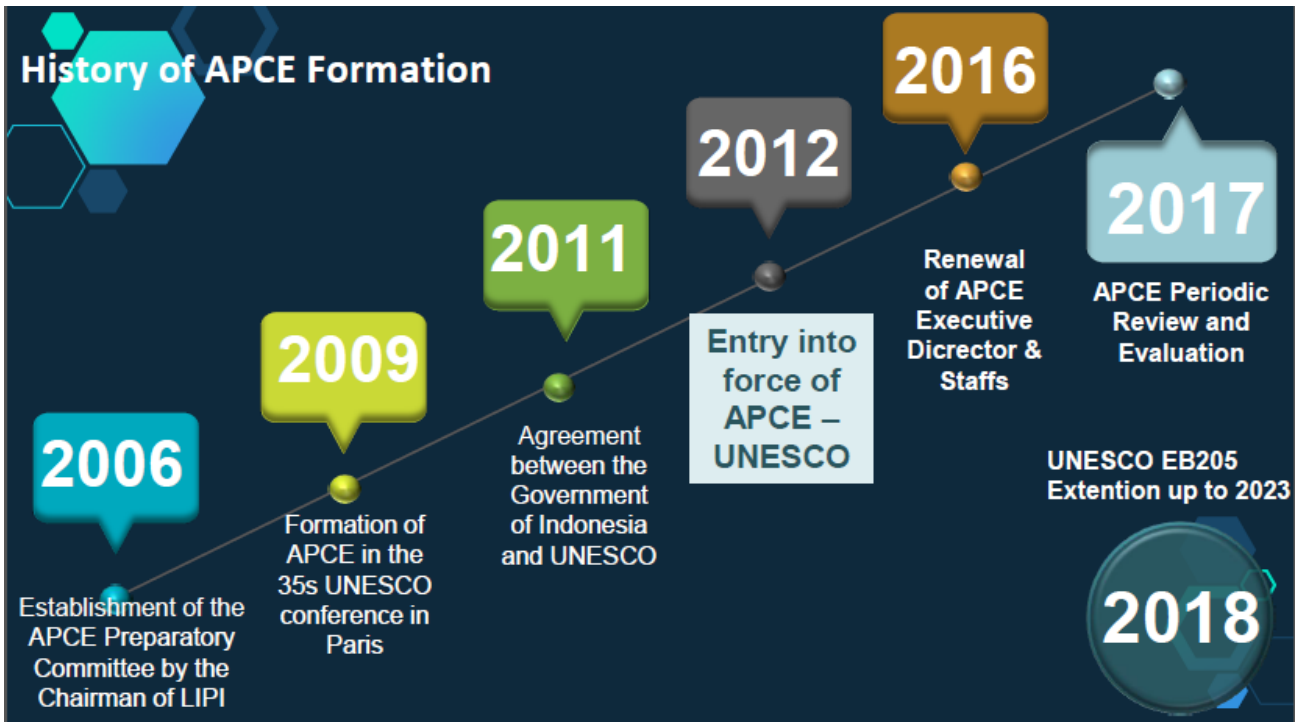 History of APCE Formation
2006
Establishment of the
APCE Preparatory
Committee by the
Chairman of LIPI
2009
Formation of
APCE in the
35s UNESCO
conference in
Paris
2011
Agreement
between the
Government
of Indonesia
and UNESCO
2012
Entry into
force of
APCE –
UNESCO
2016
Renewal
of APCE
Executive
Dicrector &
Staffs
2017
APCE Periodic
Review and
Evaluation
UNESCO EB205
Extention up to 2023
2018